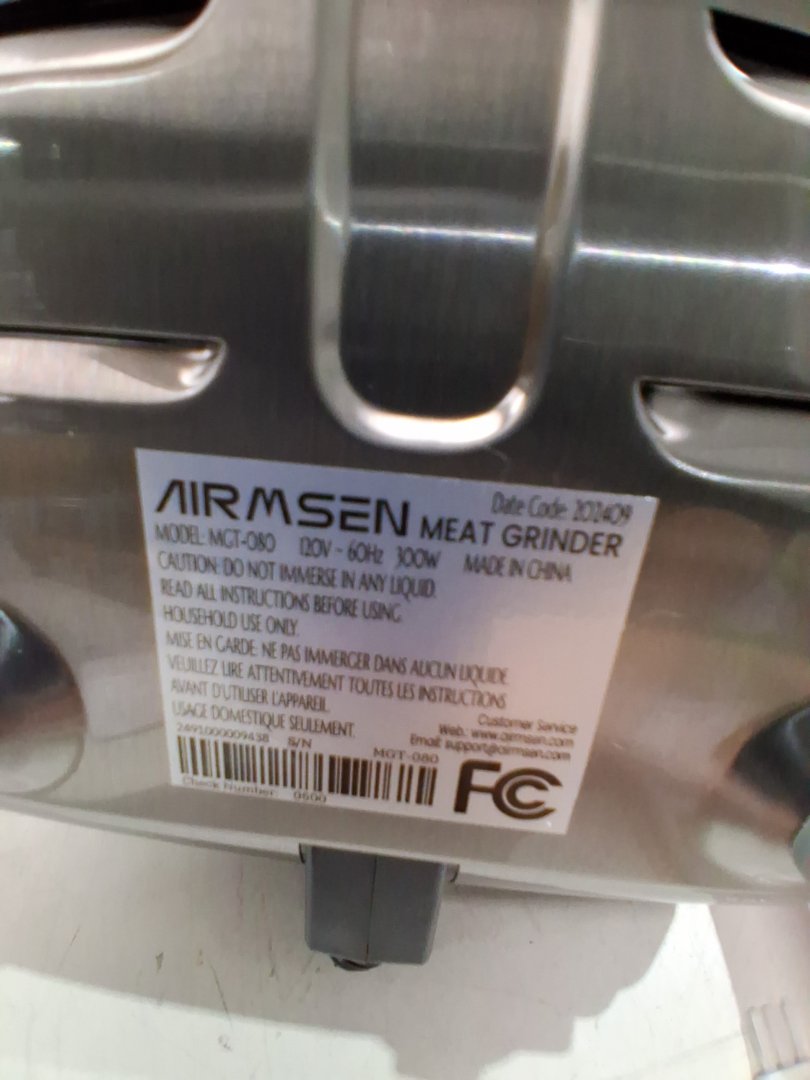 Date Code: 202409
AIRMSEN MEAT GRINDER
MODEL: MGT-080 120V ~ 60Hz 300W MADE IN CHINA
CAUTION: DO NOT IMMERSE IN ANY LIQUID.
READ ALL INSTRUCTIONS BEFORE USING.
HOUSEHOLD USE ONLY.
MISE EN GARDE: NE PAS IMMERGER DANS AUCUN LIQUIDE
VEUILLEZ LIRE ATTENTIVEMENT TOUTES LES INSTRUCTIONS
AVANT D'UTILISER L'APPAREIL.
USAGE DOMESTIQUE SEULEMENT.
Customer Service
Web: www.airmsen.com
Email: support@airmsen.com
2491000009438 S/N MGT-080
Check Number: 0600
FC